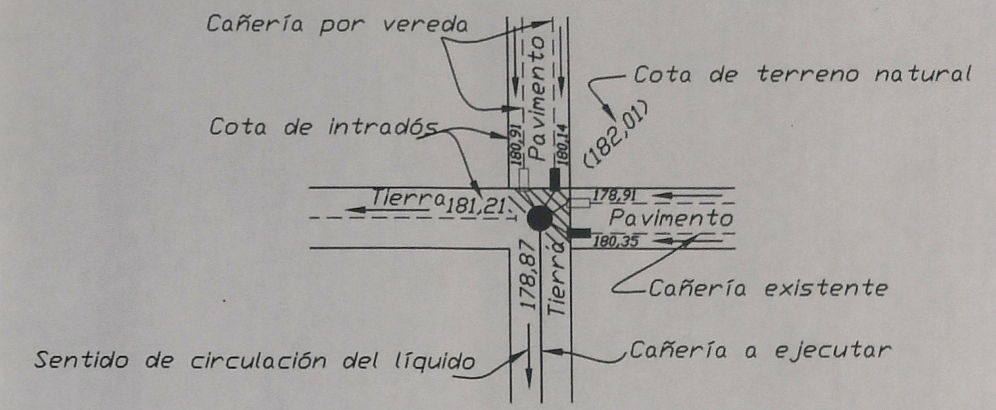 Cañería por vereda
Pavimento
Cota de terreno natural
(182,01)
Cota de intradós
180,91
180,14
Tierra
181,21
178,91
Pavimento
180,35
178,87
Tierra
Cañería existente
Sentido de circulación del líquido
Cañería a ejecutar